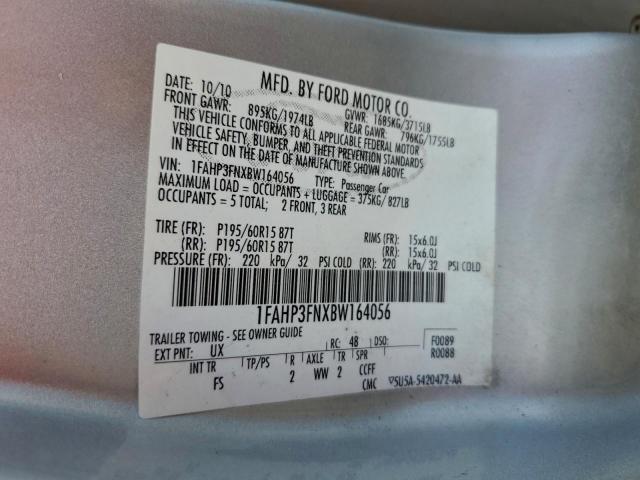 MFD. BY FORD MOTOR CO.
DATE: 10/10 GVWR: 1685KG/3715LB
FRONT GAWR: 895KG/1974LB REAR GAWR: 796KG/1755LB
THIS VEHICLE CONFORMS TO ALL APPLICABLE FEDERAL MOTOR
VEHICLE SAFETY, BUMPER, AND THEFT PREVENTION STANDARDS
IN EFFECT ON THE DATE OF MANUFACTURE SHOWN ABOVE.
VIN: 1FAHP3FNXBW164056 TYPE: Passenger Car
MAXIMUM LOAD = OCCUPANTS + LUGGAGE = 375KG/ 827LB
OCCUPANTS = 5 TOTAL; 2 FRONT, 3 REAR
TIRE (FR): P195/60R15 87T RIMS (FR): 15x6.0J
(RR): P195/60R15 87T (RR): 15x6.0J
PRESSURE (FR): 220 kPa/ 32 PSI COLD (RR): 220 kPa/ 32 PSI COLD
1FAHP3FNXBW164056
TRAILER TOWING - SEE OWNER GUIDE
EXT PNT: UX RC: 48 DSO: F0089
R0088
INT TR TP/PS R AXLE TR SPR
FS 2 WW 2 CCFF
CMC ▽5U5A-5420472-AA